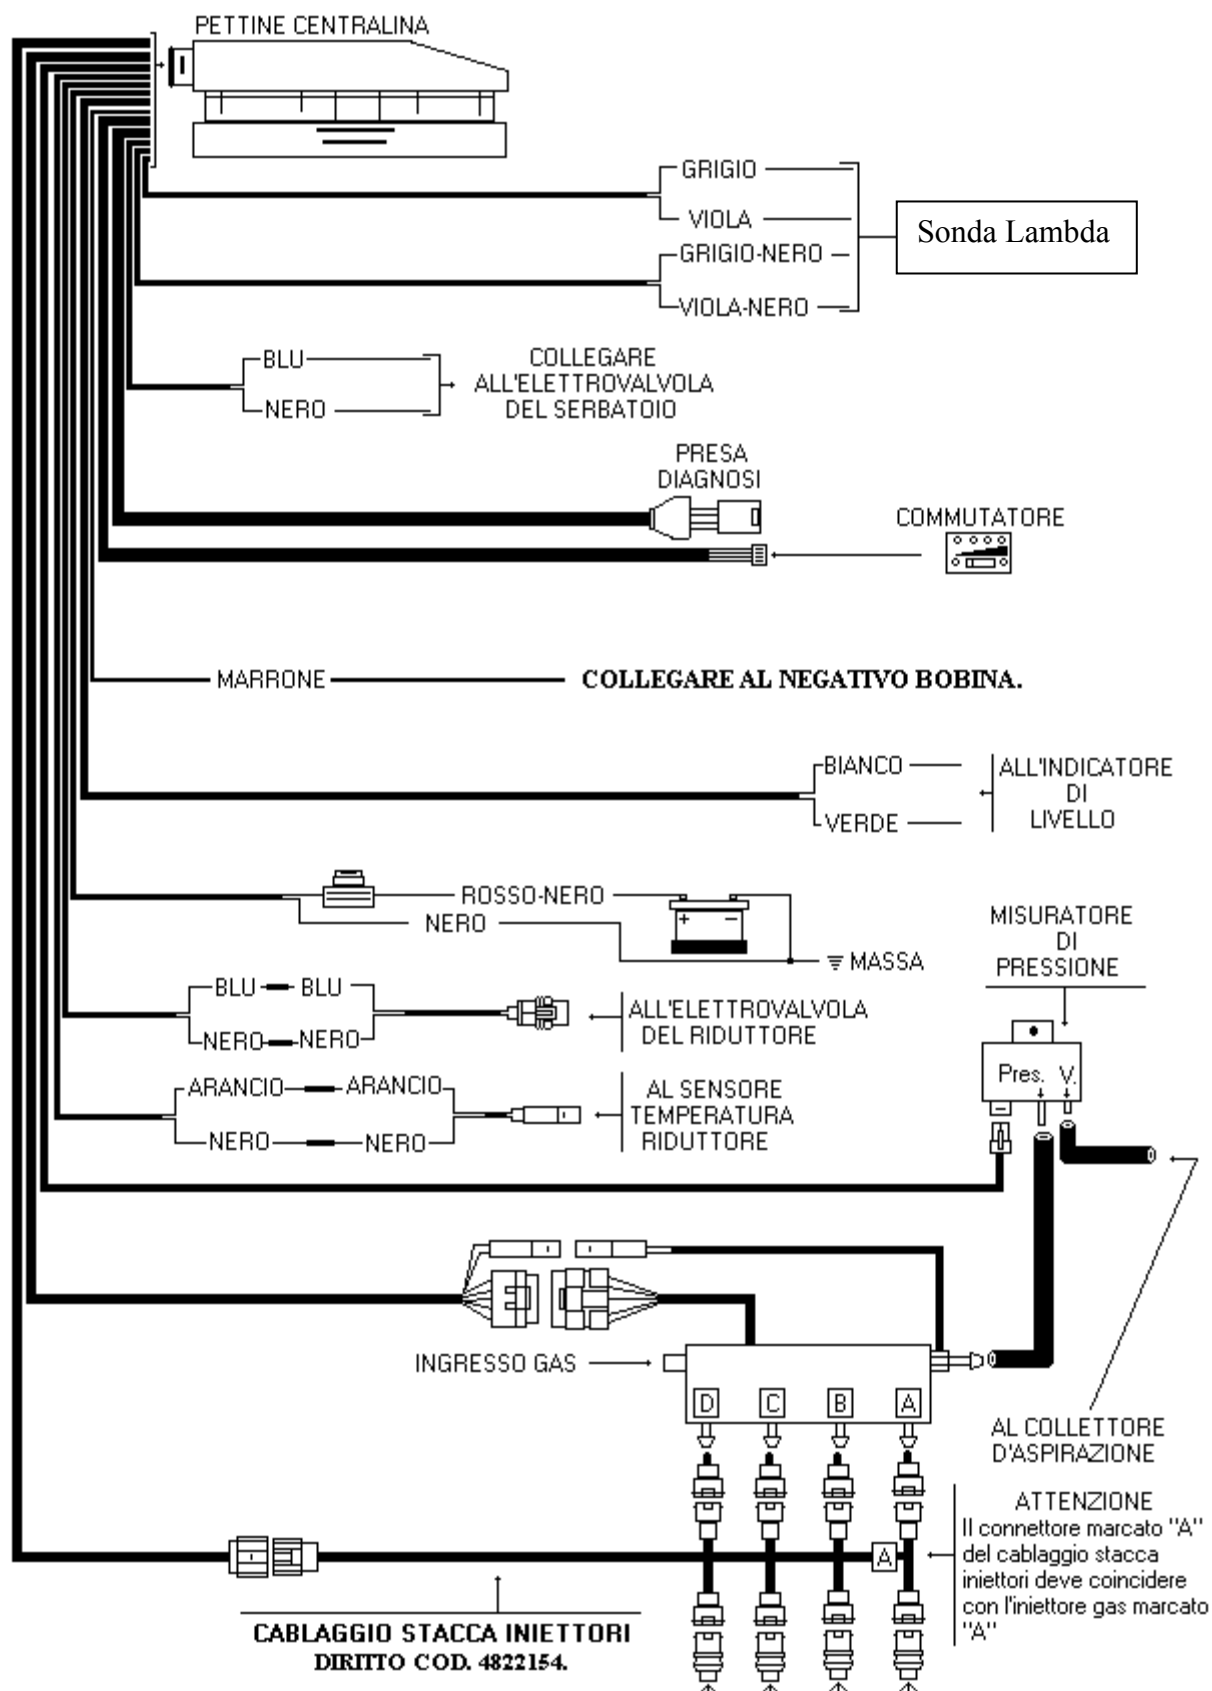 PETTINE CENTRALINA
GRIGIO
VIOLA
Sonda Lambda
GRIGIO-NERO
VIOLA-NERO
BLU
NERO
COLLEGARE
ALL'ELETTROVALVOLA
DEL SERBATOIO
PRESA
DIAGNOSI
COMMUTATORE
MARRONE
COLLEGARE AL NEGATIVO BOBINA.
BIANCO
VERDE
ALL'INDICATORE
DI
LIVELLO
ROSSO-NERO
NERO
+ −
MASSA
MISURATORE
DI
PRESSIONE
BLU BLU
NERO NERO
ALL'ELETTROVALVOLA
DEL RIDUTTORE
Pres. V.
ARANCIO ARANCIO
NERO NERO
AL SENSORE
TEMPERATURA
RIDUTTORE
INGRESSO GAS
D C B A
AL COLLETTORE
D'ASPIRAZIONE
ATTENZIONE
Il connettore marcato "A"
del cablaggio stacca
iniettori deve coincidere
con l'iniettore gas marcato
"A"
A
CABLAGGIO STACCA INIETTORI
DIRITTO COD. 4822154.